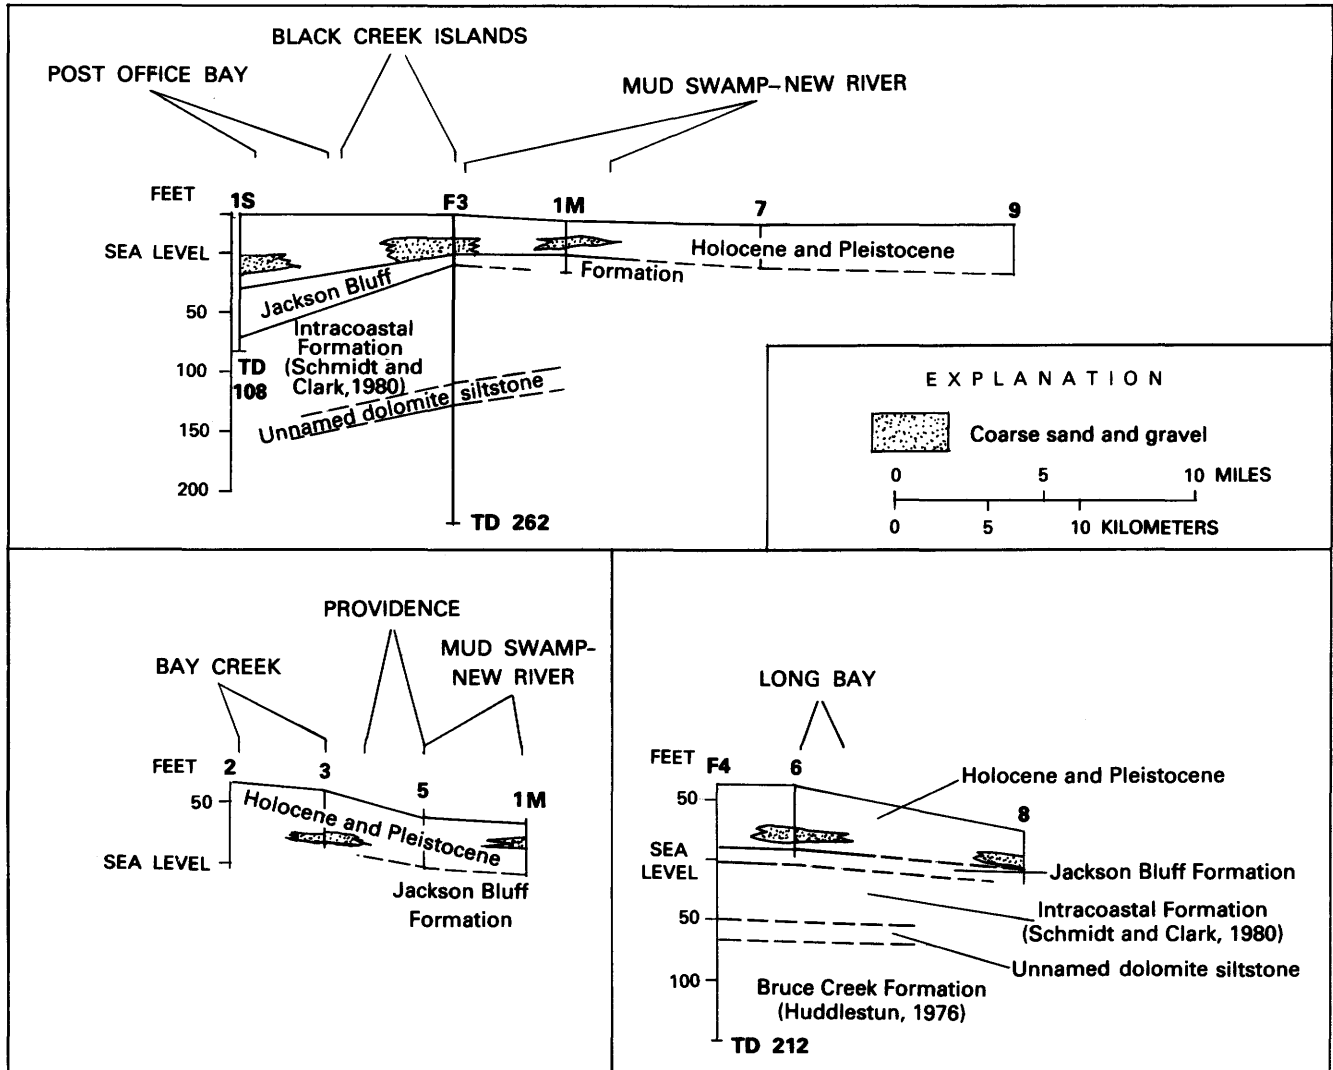 BLACK CREEK ISLANDS
POST OFFICE BAY
MUD SWAMP–NEW RIVER
FEET
1S
F3
1M
7
9
SEA LEVEL
Holocene and Pleistocene
Formation
Jackson Bluff
50
Intracoastal
Formation
(Schmidt and
Clark, 1980)
100
TD
108
Unnamed dolomite siltstone
150
200
TD 262
EXPLANATION
Coarse sand and gravel
0 5 10 MILES
0 5 10 KILOMETERS
PROVIDENCE
BAY CREEK
MUD SWAMP–
NEW RIVER
FEET
2
3
5
1M
50
Holocene and Pleistocene
SEA LEVEL
Jackson Bluff
Formation
LONG BAY
FEET
F4
6
8
Holocene and Pleistocene
50
SEA
LEVEL
Jackson Bluff Formation
Intracoastal Formation
(Schmidt and Clark, 1980)
50
Unnamed dolomite siltstone
100
Bruce Creek Formation
(Huddlestun, 1976)
TD 212